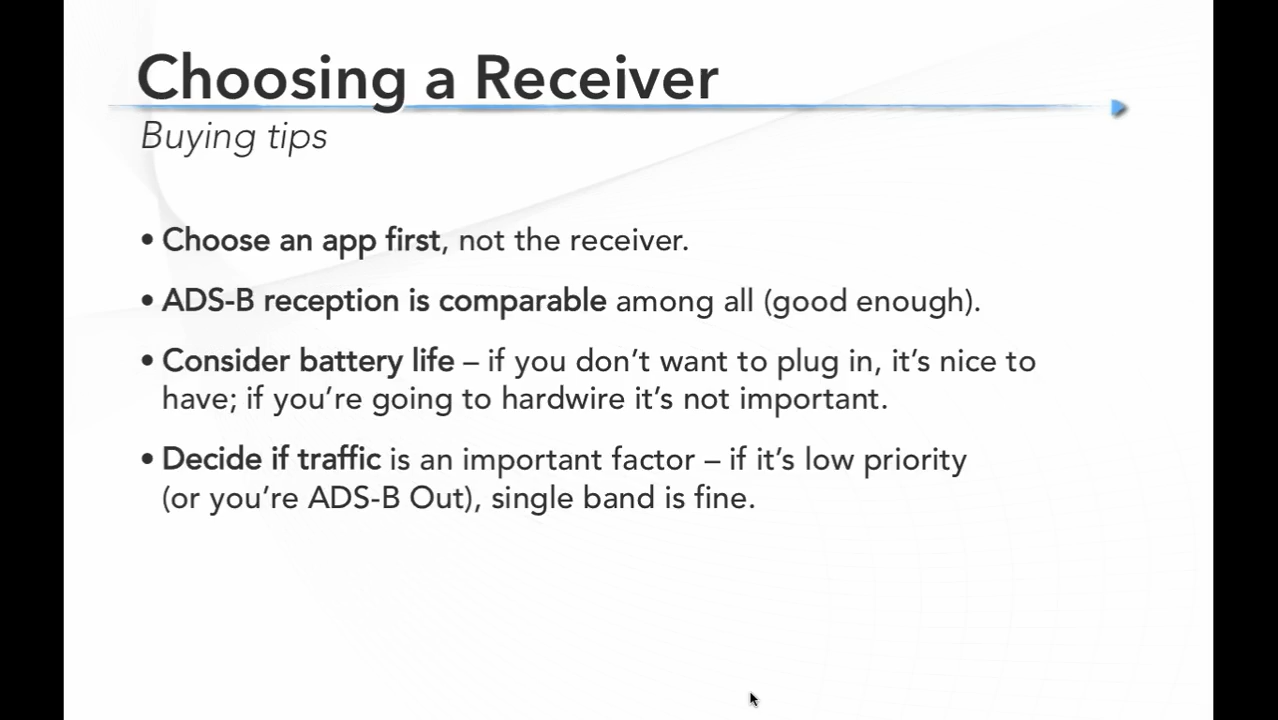 Choosing a Receiver
Buying tips
• Choose an app first, not the receiver.
• ADS-B reception is comparable among all (good enough).
• Consider battery life – if you don’t want to plug in, it’s nice to
have; if you’re going to hardwire it’s not important.
• Decide if traffic is an important factor – if it’s low priority
(or you’re ADS-B Out), single band is fine.